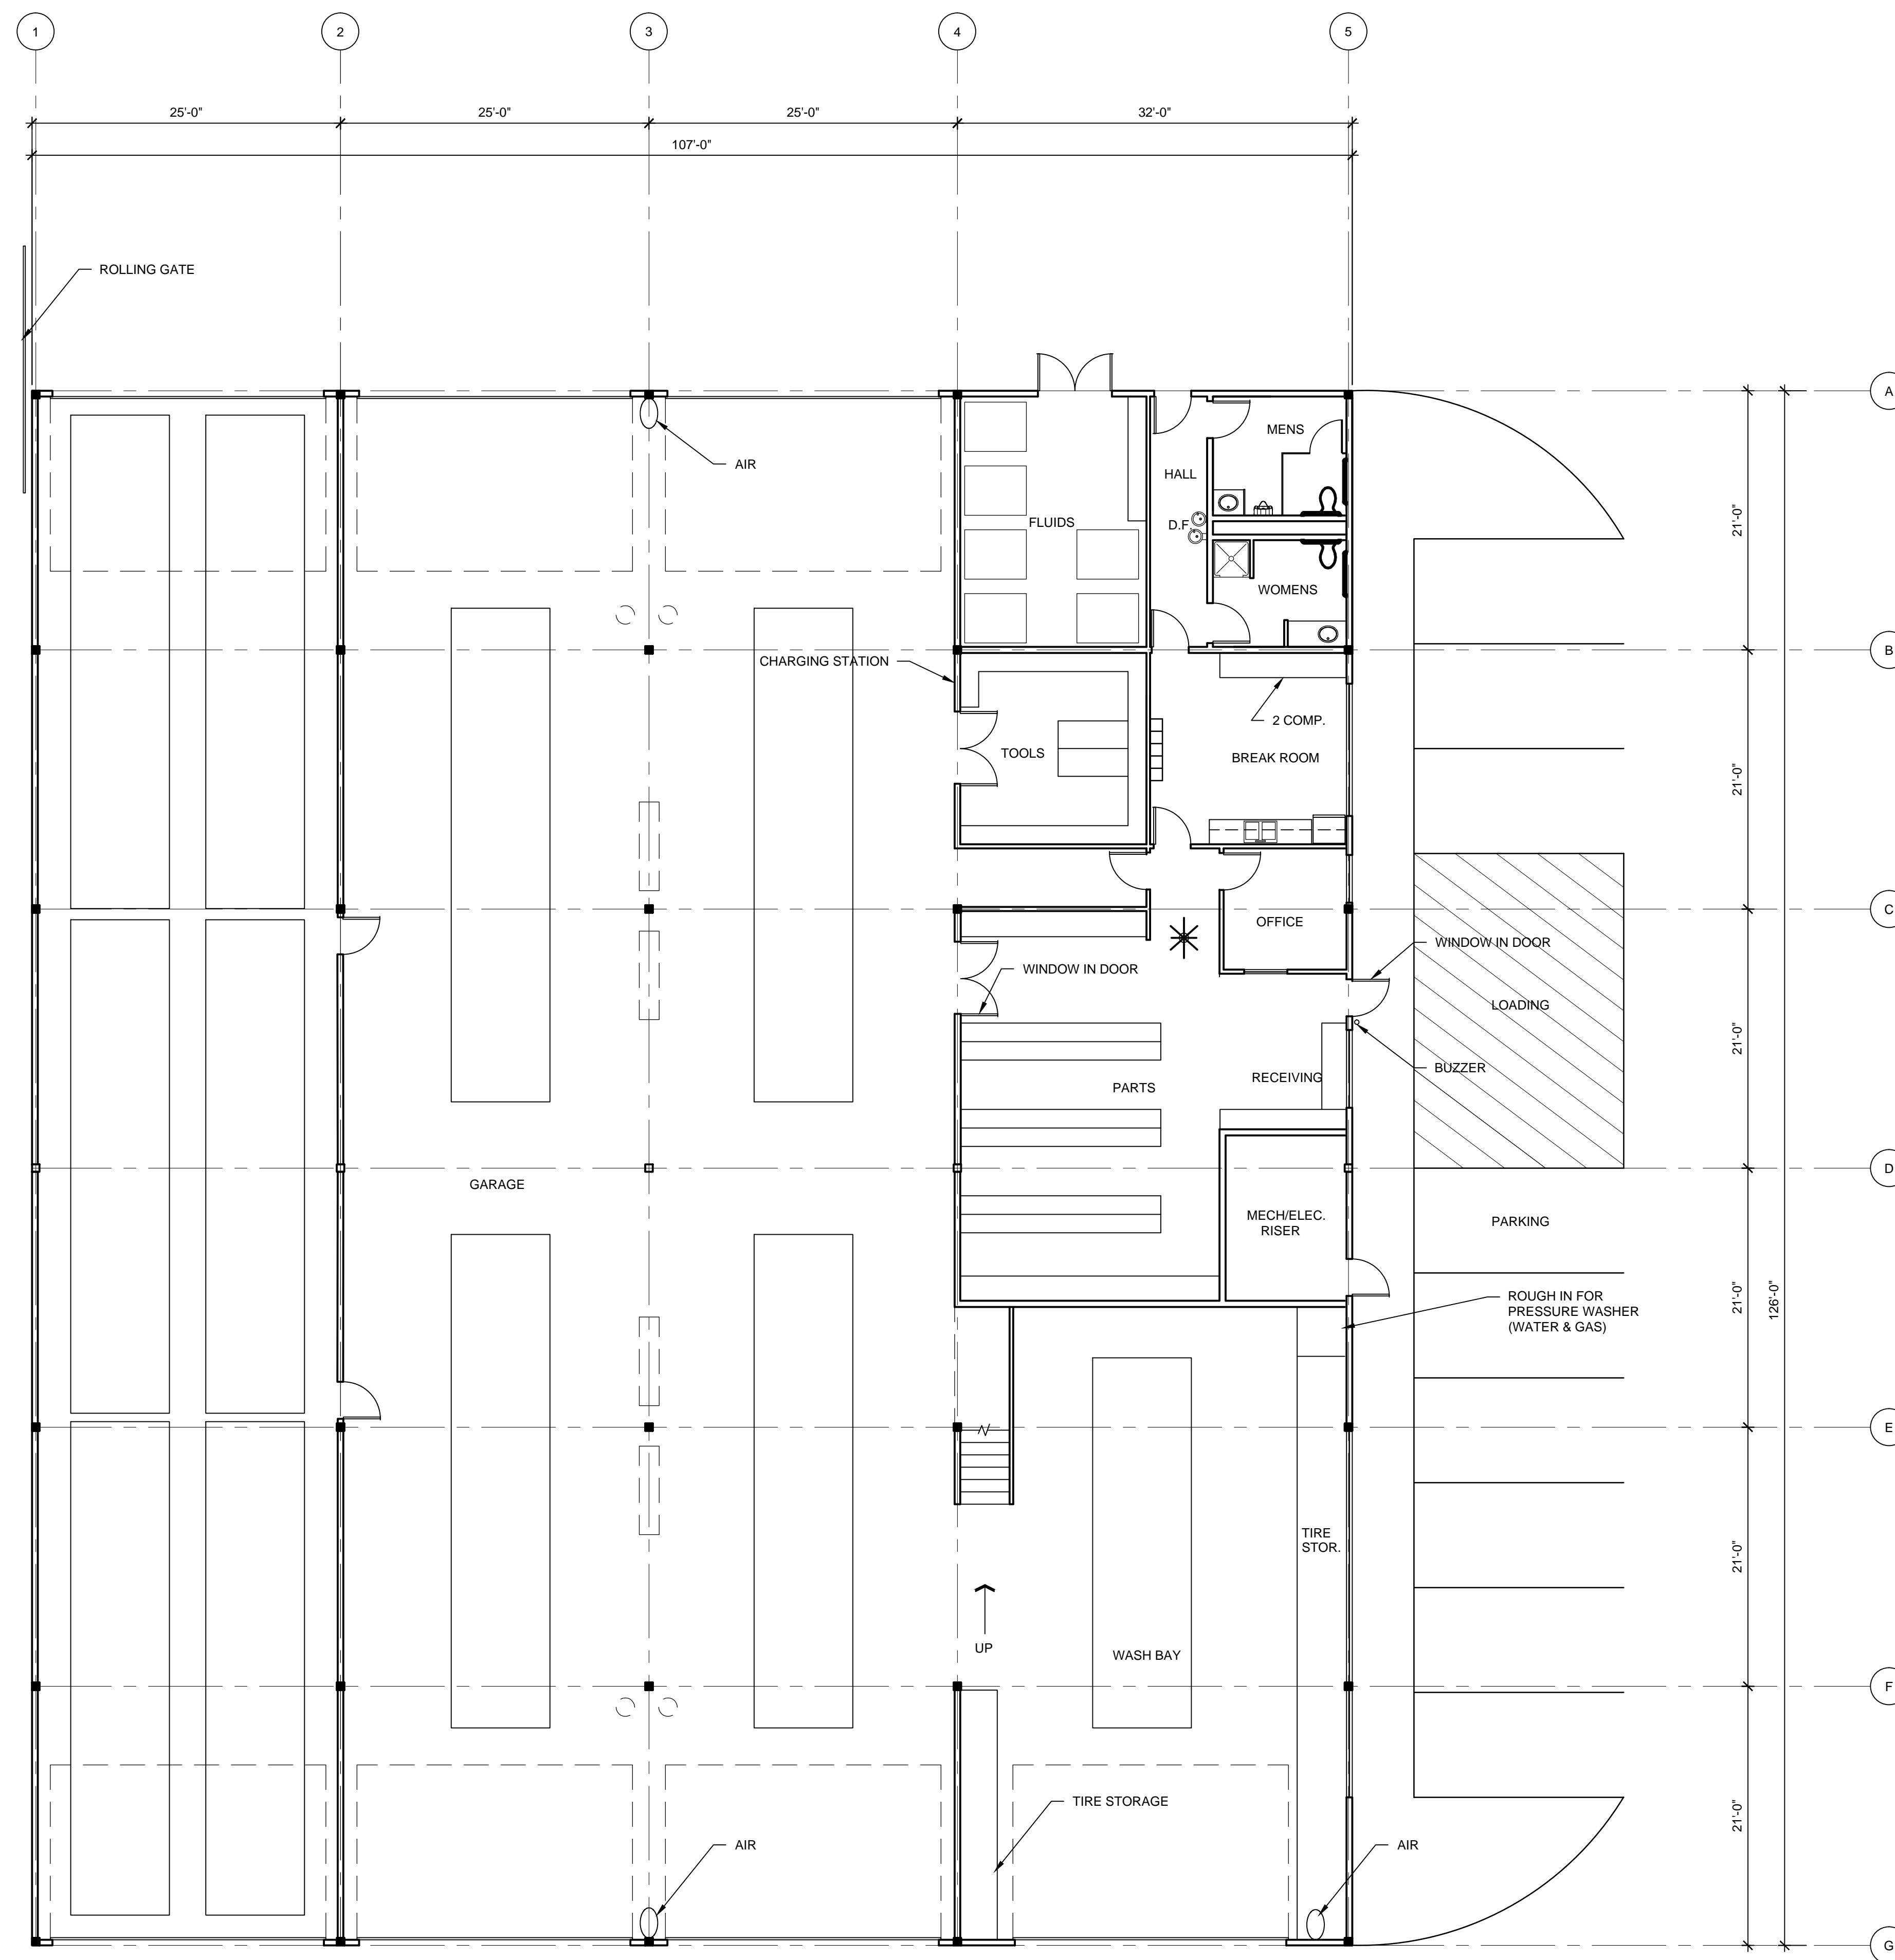 1 2 3 4 5
25'-0" 25'-0" 25'-0" 32'-0"
107'-0"
ROLLING GATE
A
AIR
MENS
HALL
FLUIDS
D.F.
21'-0"
WOMENS
B
CHARGING STATION
2 COMP.
TOOLS
BREAK ROOM
21'-0"
C
OFFICE
WINDOW IN DOOR
WINDOW IN DOOR
LOADING
21'-0"
BUZZER
RECEIVING
PARTS
D
GARAGE
MECH/ELEC.
RISER
PARKING
21'-0"
126'-0"
ROUGH IN FOR
PRESSURE WASHER
(WATER & GAS)
E
TIRE
STOR.
21'-0"
UP
WASH BAY
F
TIRE STORAGE
21'-0"
AIR
AIR
G